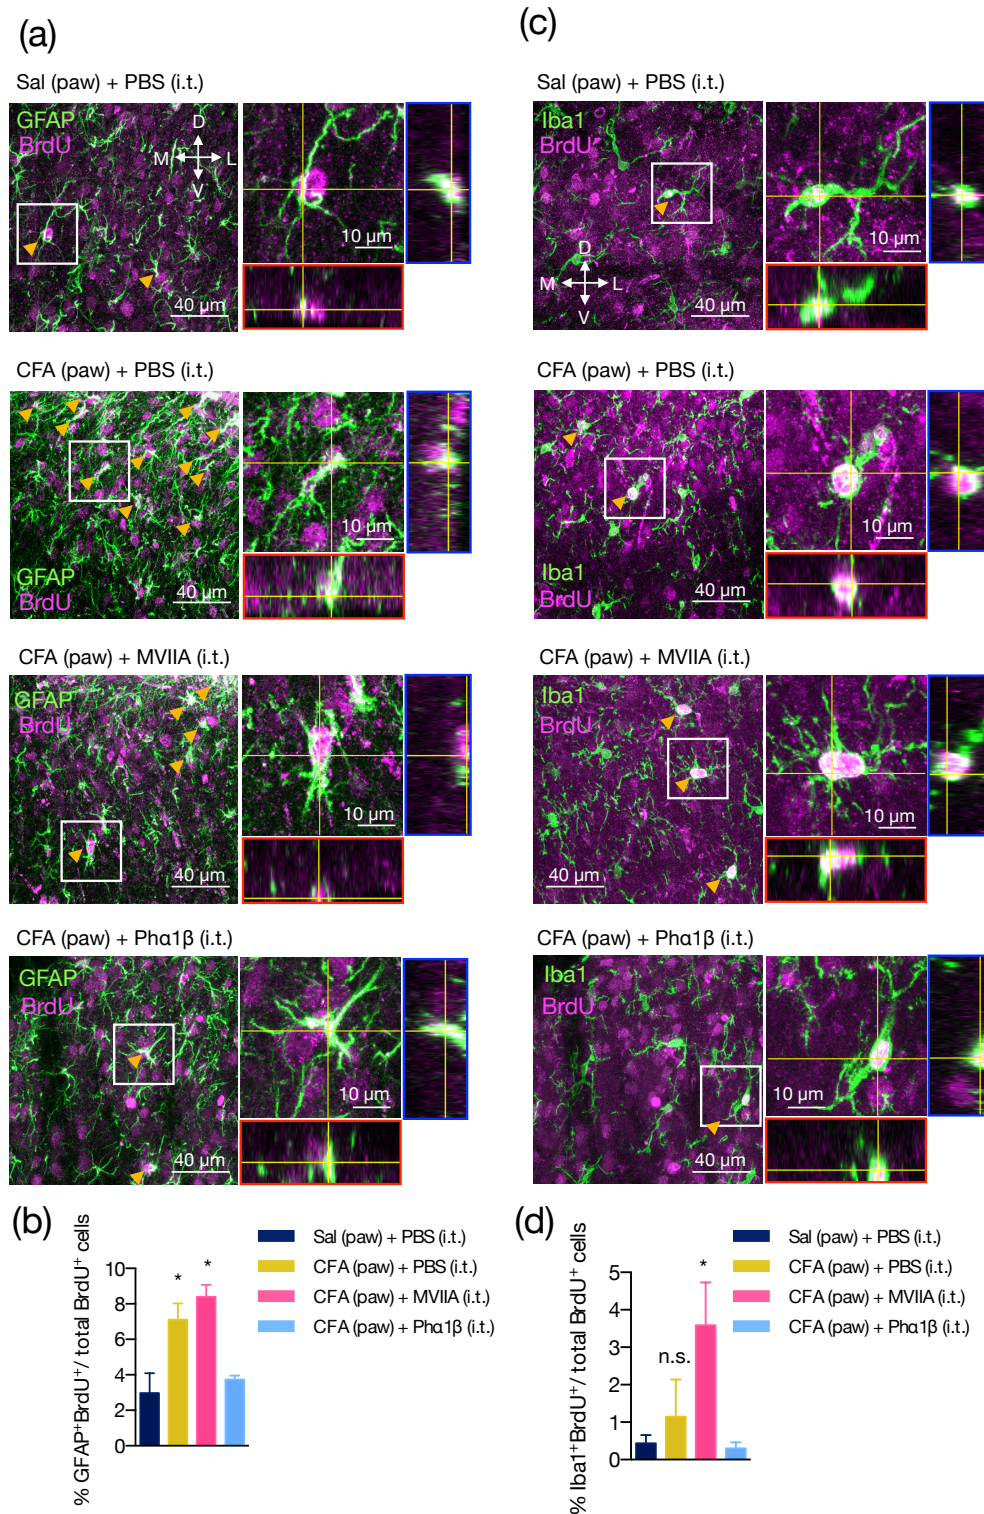 (a)
Sal (paw) + PBS (i.t.)
GFAP
BrdU
D
M L
V
40 µm
10 µm
CFA (paw) + PBS (i.t.)
GFAP
BrdU
40 µm
10 µm
CFA (paw) + MVIIA (i.t.)
GFAP
BrdU
40 µm
10 µm
CFA (paw) + Phα1β (i.t.)
GFAP
BrdU
40 µm
10 µm
(c)
Sal (paw) + PBS (i.t.)
Iba1
BrdU
D
M L
V
40 µm
10 µm
CFA (paw) + PBS (i.t.)
Iba1
BrdU
40 µm
10 µm
CFA (paw) + MVIIA (i.t.)
Iba1
BrdU
40 µm
10 µm
CFA (paw) + Phα1β (i.t.)
Iba1
BrdU
40 µm
10 µm
(b)
% GFAP⁺BrdU⁺/ total BrdU⁺ cells
10
8
6
4
2
0
* *
Sal (paw) + PBS (i.t.)
CFA (paw) + PBS (i.t.)
CFA (paw) + MVIIA (i.t.)
CFA (paw) + Phα1β (i.t.)
(d)
% Iba1⁺BrdU⁺/ total BrdU⁺ cells
5
4
3
2
1
0
n.s.
*
Sal (paw) + PBS (i.t.)
CFA (paw) + PBS (i.t.)
CFA (paw) + MVIIA (i.t.)
CFA (paw) + Phα1β (i.t.)